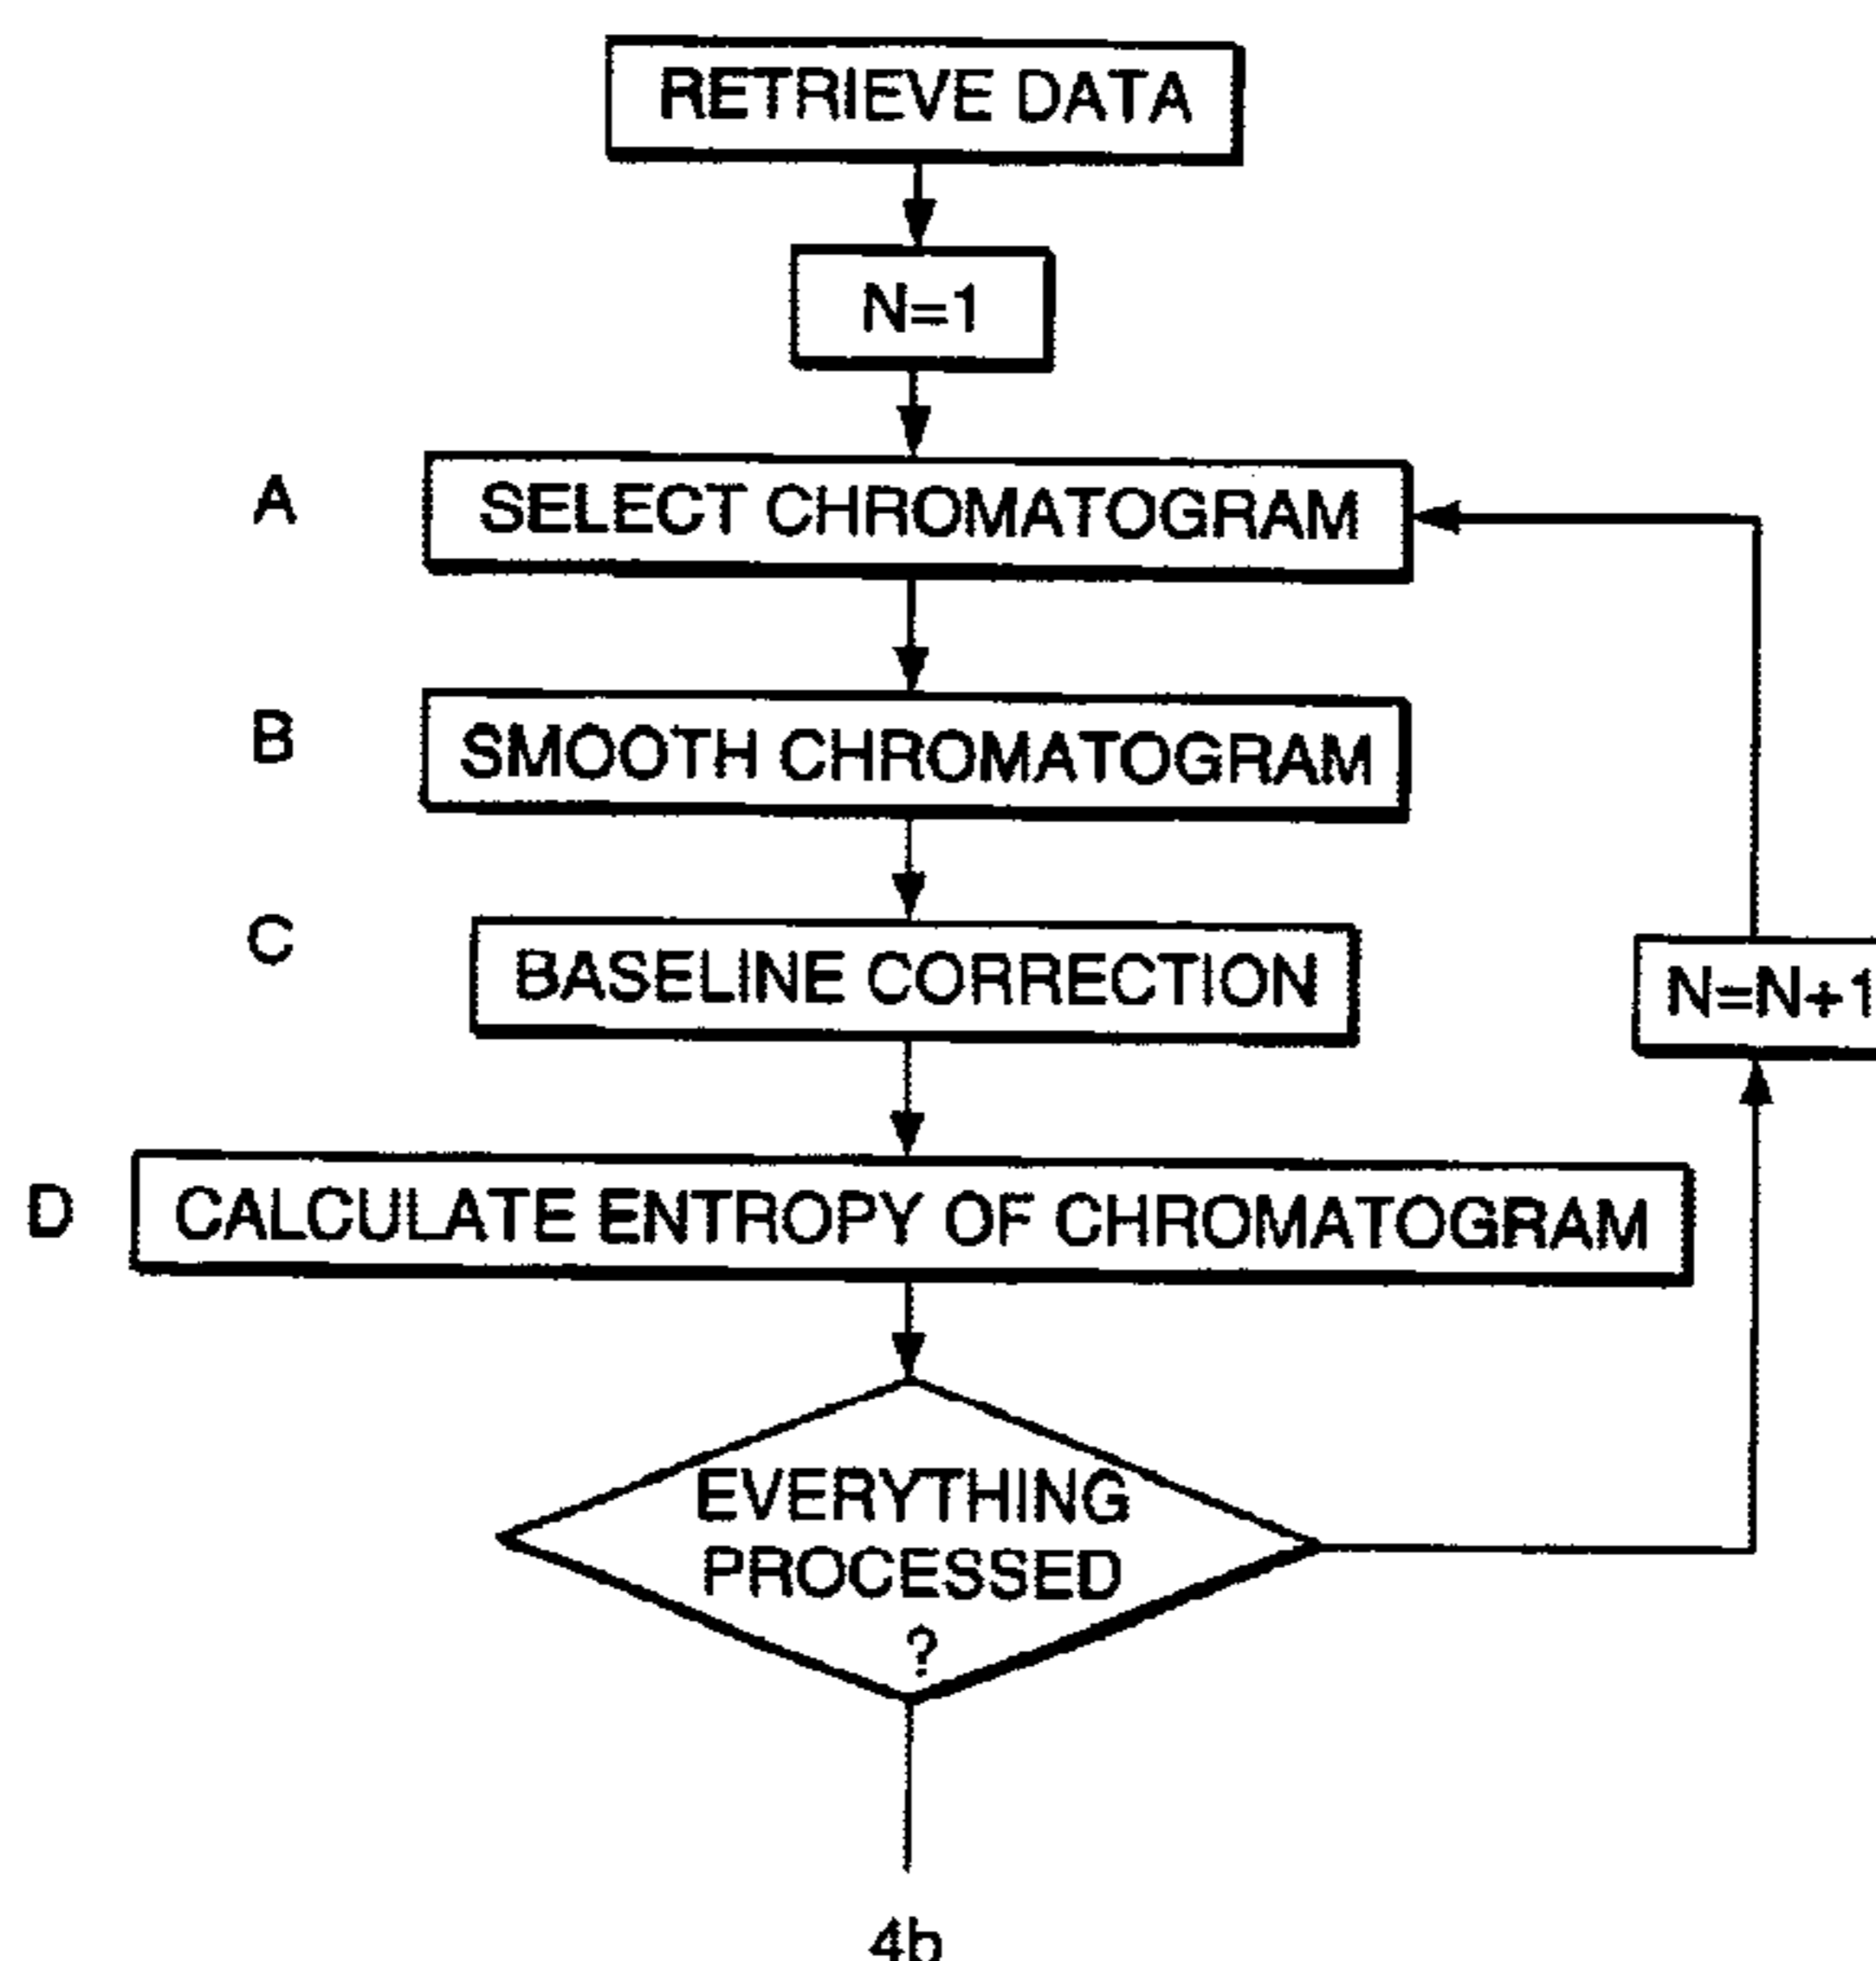 RETRIEVE DATA
N=1
A
SELECT CHROMATOGRAM
B
SMOOTH CHROMATOGRAM
C
BASELINE CORRECTION
N=N+1
D
CALCULATE ENTROPY OF CHROMATOGRAM
EVERYTHING
PROCESSED
?
4b